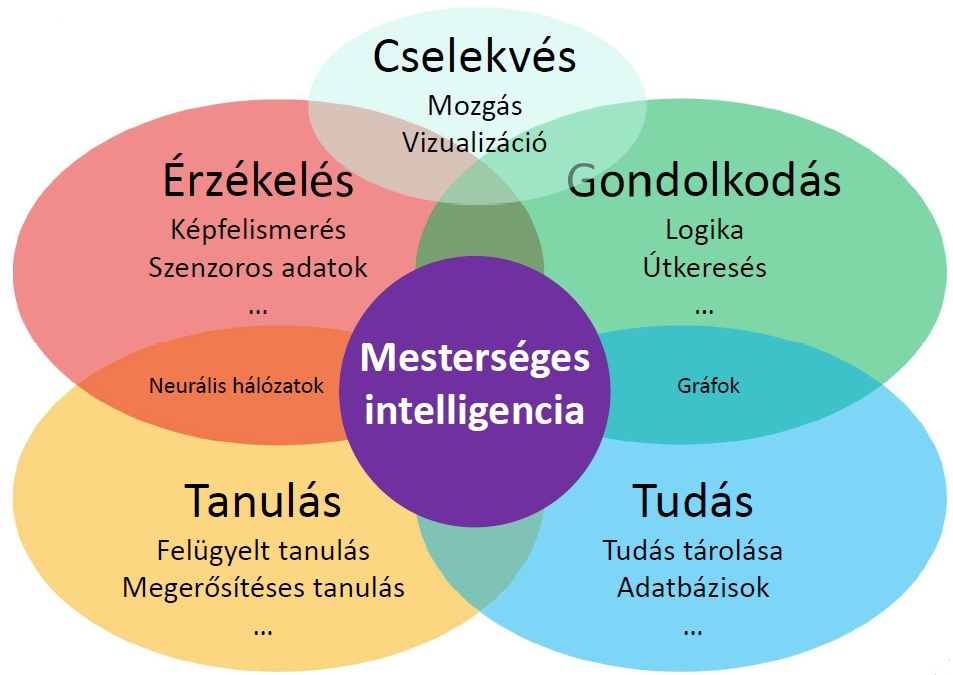 Cselekvés
Mozgás
Vizualizáció
Érzékelés
Képfelismerés
Szenzoros adatok
...
Gondolkodás
Logika
Útkeresés
...
Neurális hálózatok
Mesterséges
intelligencia
Gráfok
Tanulás
Felügyelt tanulás
Megerősítéses tanulás
...
Tudás
Tudás tárolása
Adatbázisok
...